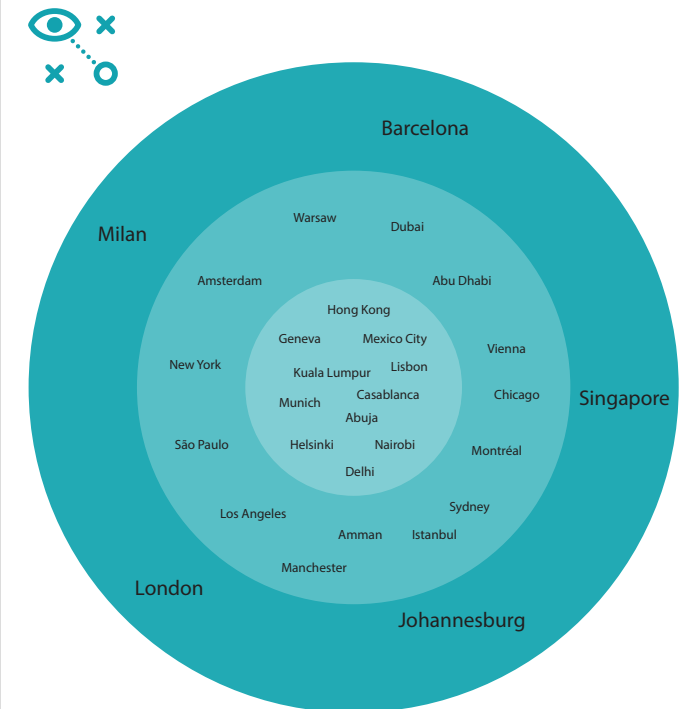 Barcelona
Warsaw
Dubai
Milan
Amsterdam
Abu Dhabi
Hong Kong
Geneva
Mexico City
Vienna
New York
Kuala Lumpur
Lisbon
Casablanca
Chicago
Singapore
Munich
Abuja
São Paulo
Helsinki
Nairobi
Montréal
Delhi
Sydney
Los Angeles
Amman
Istanbul
Manchester
London
Johannesburg